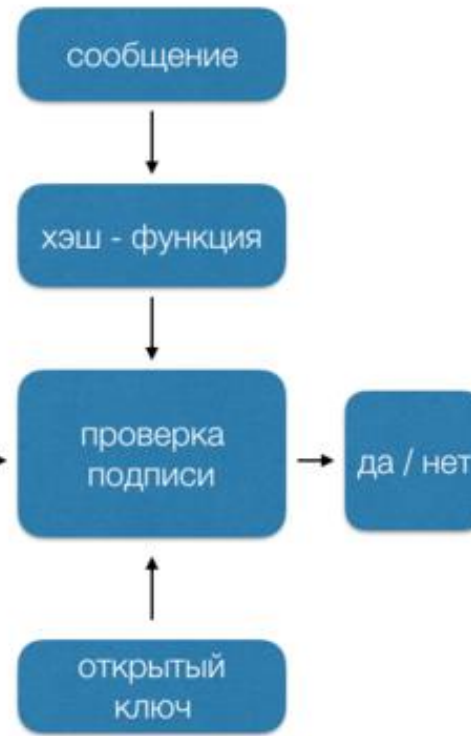 сообщение
хэш - функция
проверка
подписи
да / нет
открытый
ключ